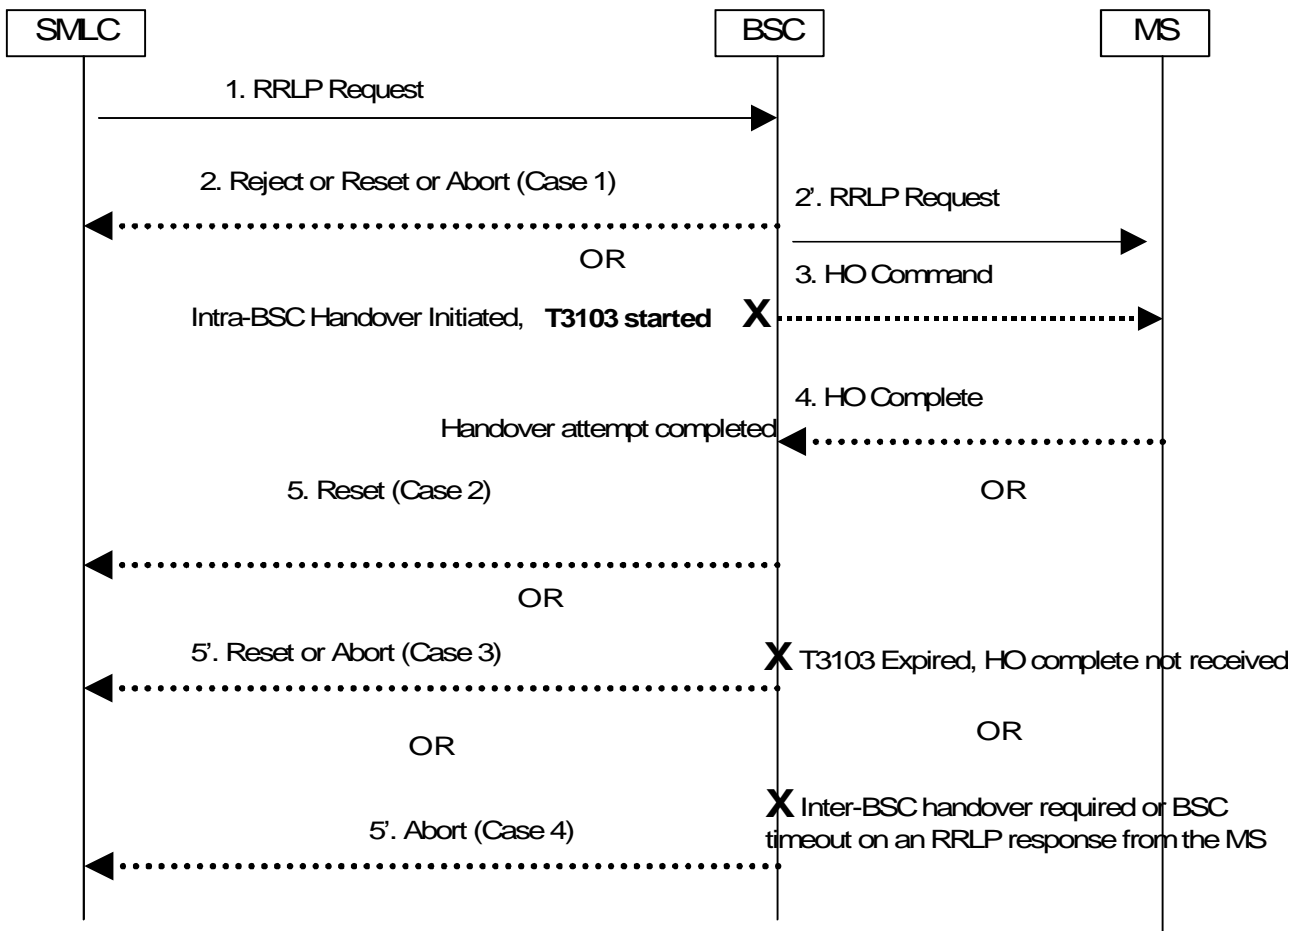 SMLC
BSC
MS
1. RRLP Request
2. Reject or Reset or Abort (Case 1)
2'. RRLP Request
OR
3. HO Command
Intra-BSC Handover Initiated, T3103 started X
4. HO Complete
Handover attempt completed
5. Reset (Case 2)
OR
OR
5'. Reset or Abort (Case 3)
X T3103 Expired, HO complete not received
OR
OR
X Inter-BSC handover required or BSC
timeout on an RRLP response from the MS
5'. Abort (Case 4)